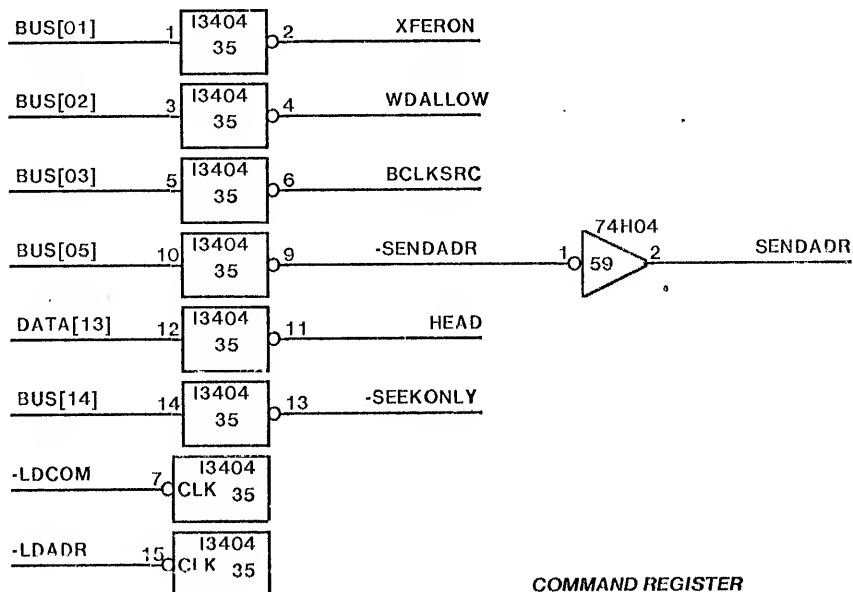 BUS[01] 1 I3404 35 2 XFERON
BUS[02] 3 I3404 35 4 WDALLOW
BUS[03] 5 I3404 35 6 BCLKSRC
74H04
BUS[05] 10 I3404 35 9 -SENDADR 1 59 2 SENDADR
DATA[13] 12 I3404 35 11 HEAD
BUS[14] 14 I3404 35 13 -SEEKONLY
-LDCOM 7 I3404 CLK 35
-LDADR 15 I3404 CLK 35
COMMAND REGISTER